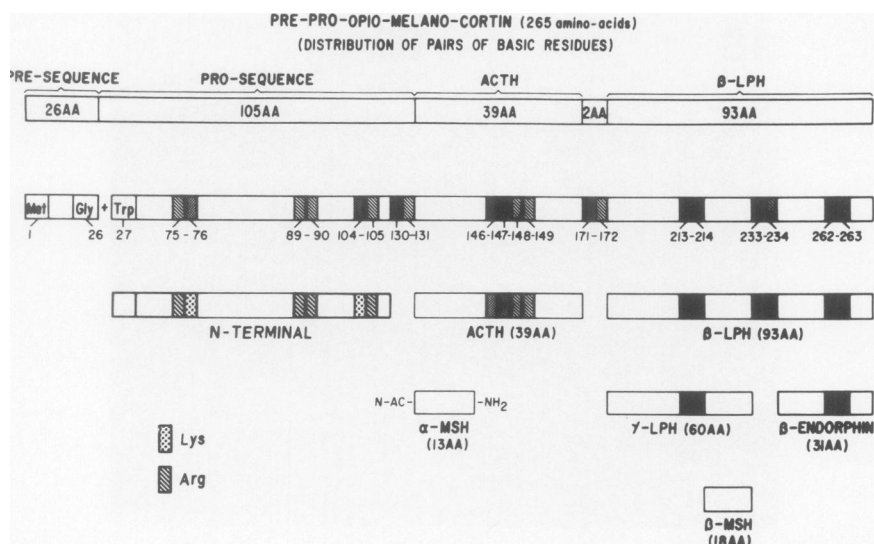 PRE-PRO-OPIO-MELANO-CORTIN (265 amino-acids)
(DISTRIBUTION OF PAIRS OF BASIC RESIDUES)
PRE-SEQUENCE PRO-SEQUENCE ACTH β-LPH
26AA 105AA 39AA 2AA 93AA
Met Gly + Trp
1 26 27 75-76 89-90 104-105 130-131 146-147-148-149 171-172 213-214 233-234 262-263
N-TERMINAL ACTH (39AA) β-LPH (93AA)
N-AC- -NH2
α-MSH γ-LPH (60AA) β-ENDORPHIN
(13AA) (31AA)
Lys
Arg
β-MSH
(18AA)